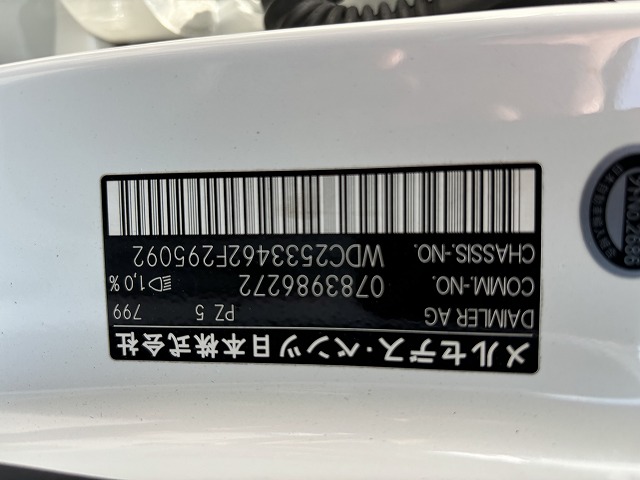 メルセデス・ベンツ日本株式会社
DAIMLER AG PZ 5 799
COMM.-NO. 0783986272 1,0%
CHASSIS.-NO. WDC2533462F295092